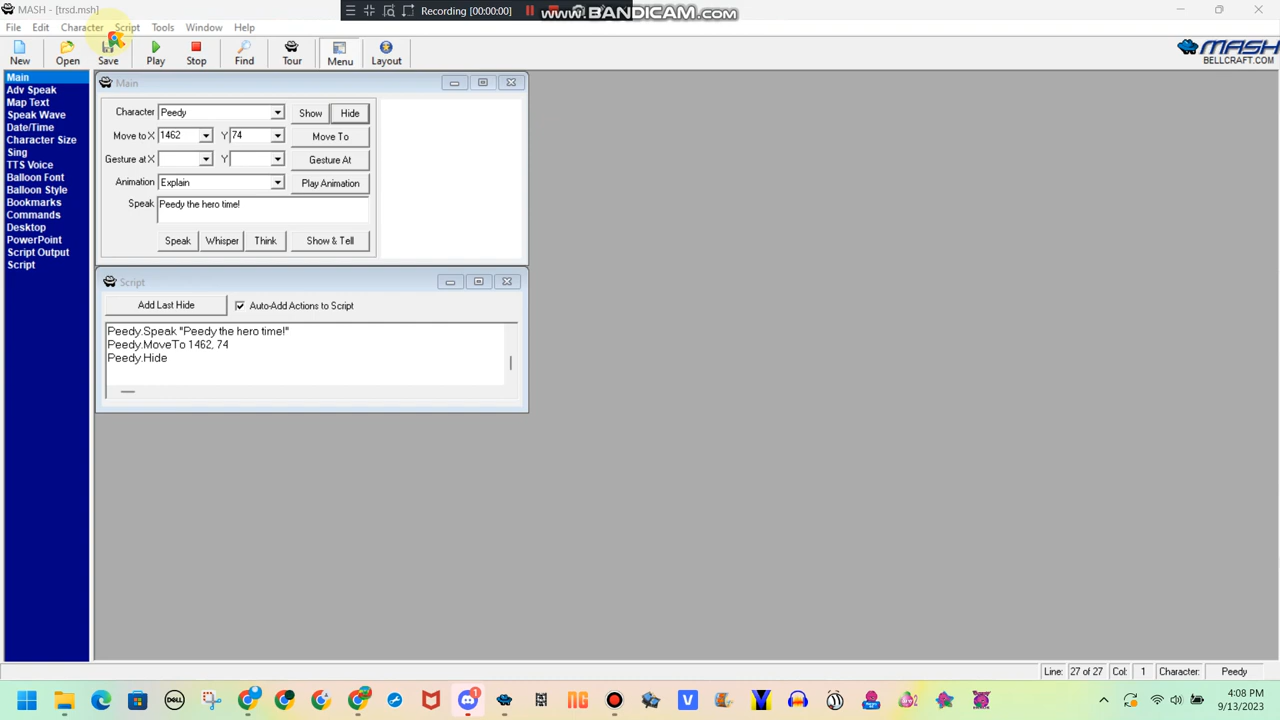 MASH - [trsd.msh]
Recording [00:00:00]
WWW.BANDICAM.COM
File Edit Character Script Tools Window Help
New Open Save Play Stop Find Tour Menu Layout
MASH
BELLCRAFT.COM
Main
Adv Speak
Map Text
Speak Wave
Date/Time
Character Size
Sing
TTS Voice
Balloon Font
Balloon Style
Bookmarks
Commands
Desktop
PowerPoint
Script Output
Script
Main
Character Peedy Show Hide
Move to X 1462 Y 74 Move To
Gesture at X Y Gesture At
Animation Explain Play Animation
Speak Peedy the hero time!
Speak Whisper Think Show & Tell
Script
Add Last Hide Auto-Add Actions to Script
Peedy.Speak "Peedy the hero time!"
Peedy.MoveTo 1462, 74
Peedy.Hide
Line: 27 of 27 Col: 1 Character: Peedy
DELL
NG
V
1
2
4:08 PM
9/13/2023